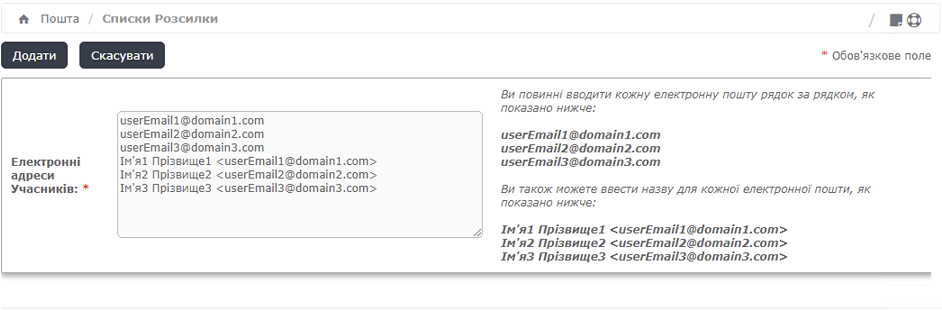 Пошта / Списки Розсилки /
Додати Скасувати * Обов'язкове поле
Електронні адреси Учасників: *
userEmail1@domain1.com
userEmail2@domain2.com
userEmail3@domain3.com
Ім'я1 Прізвище1 <userEmail1@domain1.com>
Ім'я2 Прізвище2 <userEmail2@domain2.com>
Ім'я3 Прізвище3 <userEmail3@domain3.com>
Ви повинні вводити кожну електронну пошту рядок за рядком, як
показано нижче:
userEmail1@domain1.com
userEmail2@domain2.com
userEmail3@domain3.com
Ви також можете ввести назву для кожної електронної пошти, як
показано нижче:
Ім'я1 Прізвище1 <userEmail1@domain1.com>
Ім'я2 Прізвище2 <userEmail2@domain2.com>
Ім'я3 Прізвище3 <userEmail3@domain3.com>